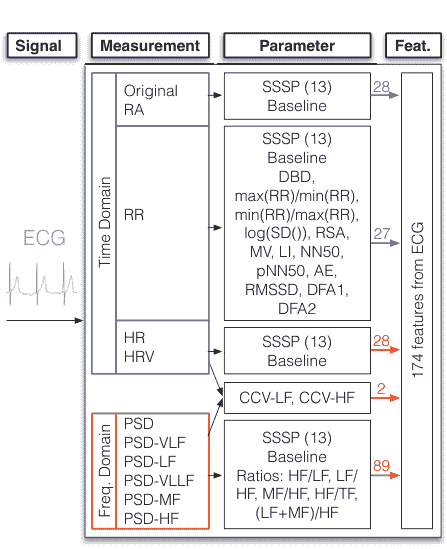 Signal
Measurement
Parameter
Feat.
ECG
Time Domain
Original
RA
SSSP (13)
Baseline
28
RR
SSSP (13)
Baseline
DBD,
max(RR)/min(RR),
min(RR)/max(RR),
log(SD()), RSA,
MV, LI, NN50,
pNN50, AE,
RMSSD, DFA1,
DFA2
27
HR
HRV
SSSP (13)
Baseline
28
CCV-LF, CCV-HF
2
Freq. Domain
PSD
PSD-VLF
PSD-LF
PSD-VLLF
PSD-MF
PSD-HF
SSSP (13)
Baseline
Ratios: HF/LF, LF/
HF, MF/HF, HF/TF,
(LF+MF)/HF
89
174 features from ECG